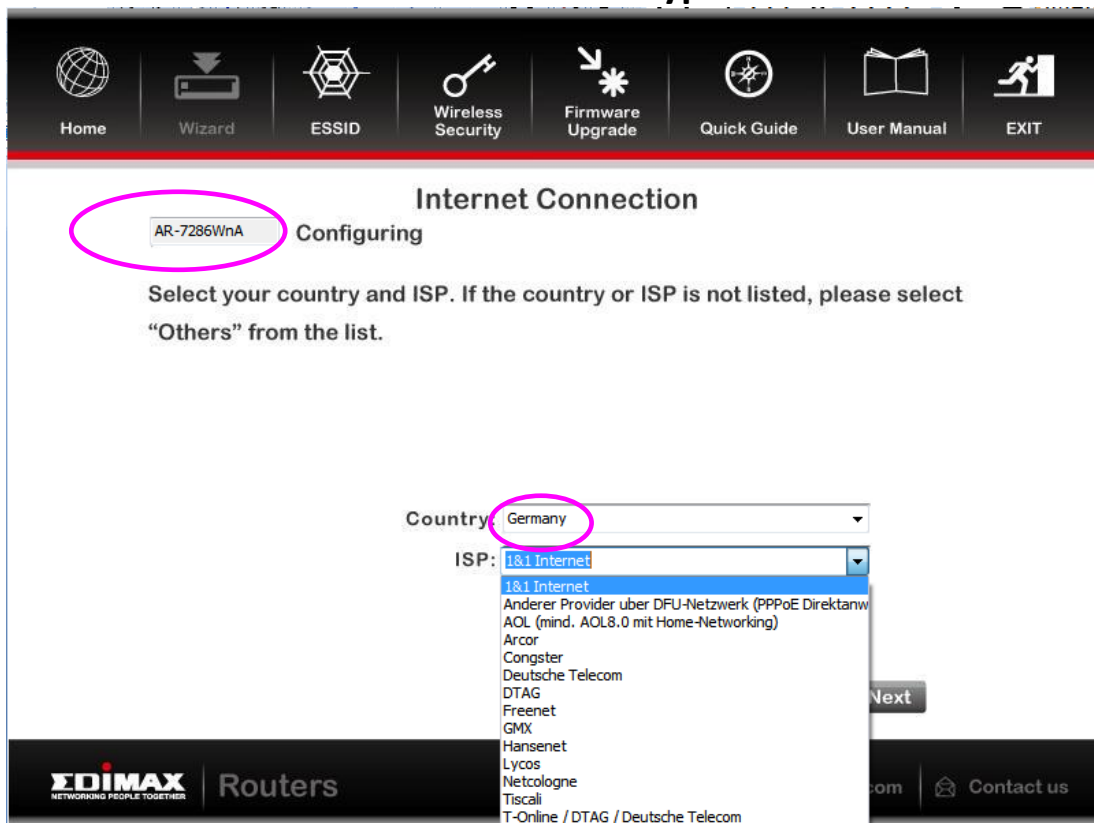 Home
Wizard
ESSID
Wireless
Security
Firmware
Upgrade
Quick Guide
User Manual
EXIT
Internet Connection
AR-7286WnA Configuring
Select your country and ISP. If the country or ISP is not listed, please select
“Others” from the list.
Country: Germany
ISP: 1&1 Internet
1&1 Internet
Anderer Provider uber DFU-Netzwerk (PPPoE Direktanw
AOL (mind. AOL8.0 mit Home-Networking)
Arcor
Congster
Deutsche Telecom
DTAG
Freenet
GMX
Hansenet
Lycos
Netcologne
Tiscali
T-Online / DTAG / Deutsche Telecom
Next
EDIMAX
NETWORKING PEOPLE TOGETHER
Routers
com
Contact us